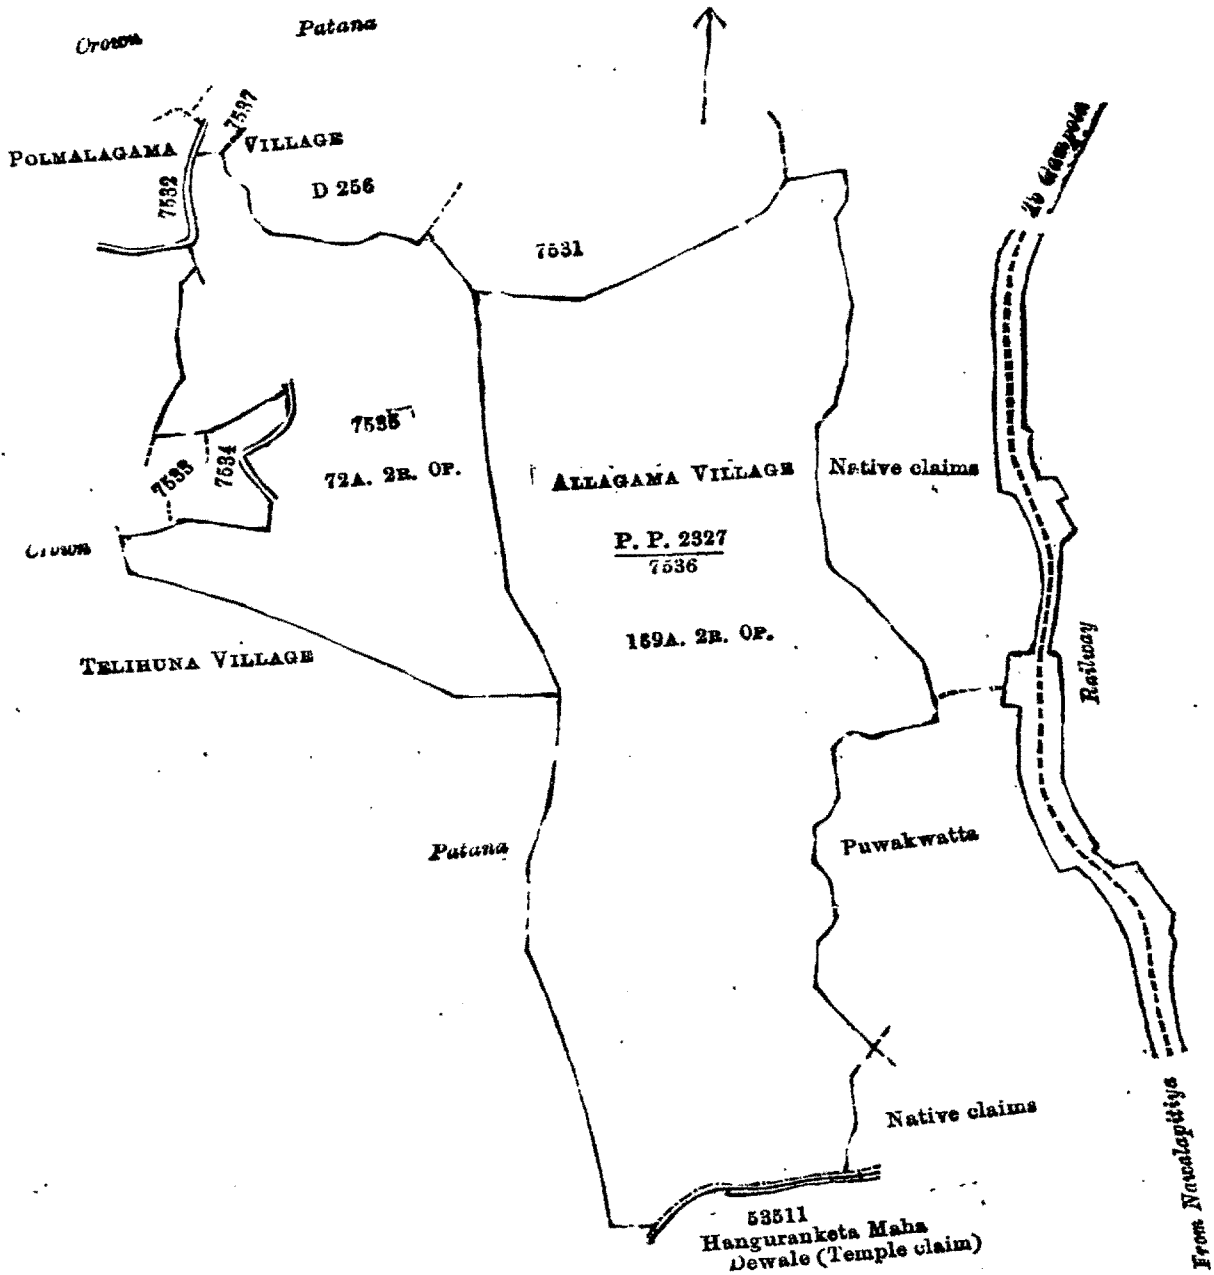 Crown
Patana
7537
POLMALAGAMA VILLAGE
7532
D 256
To Gampola
7531
7535
7533
7534
72A. 2R. 0P.
ALLAGAMA VILLAGE
Native claims
Crown
P. P. 2327
7536
169A. 2R. 0P.
TELIHUNA VILLAGE
Railway
Patana
Puwakwatta
Native claims
From Nawalapitiya
53511
Hanguranketa Maha
Dewale (Temple claim)